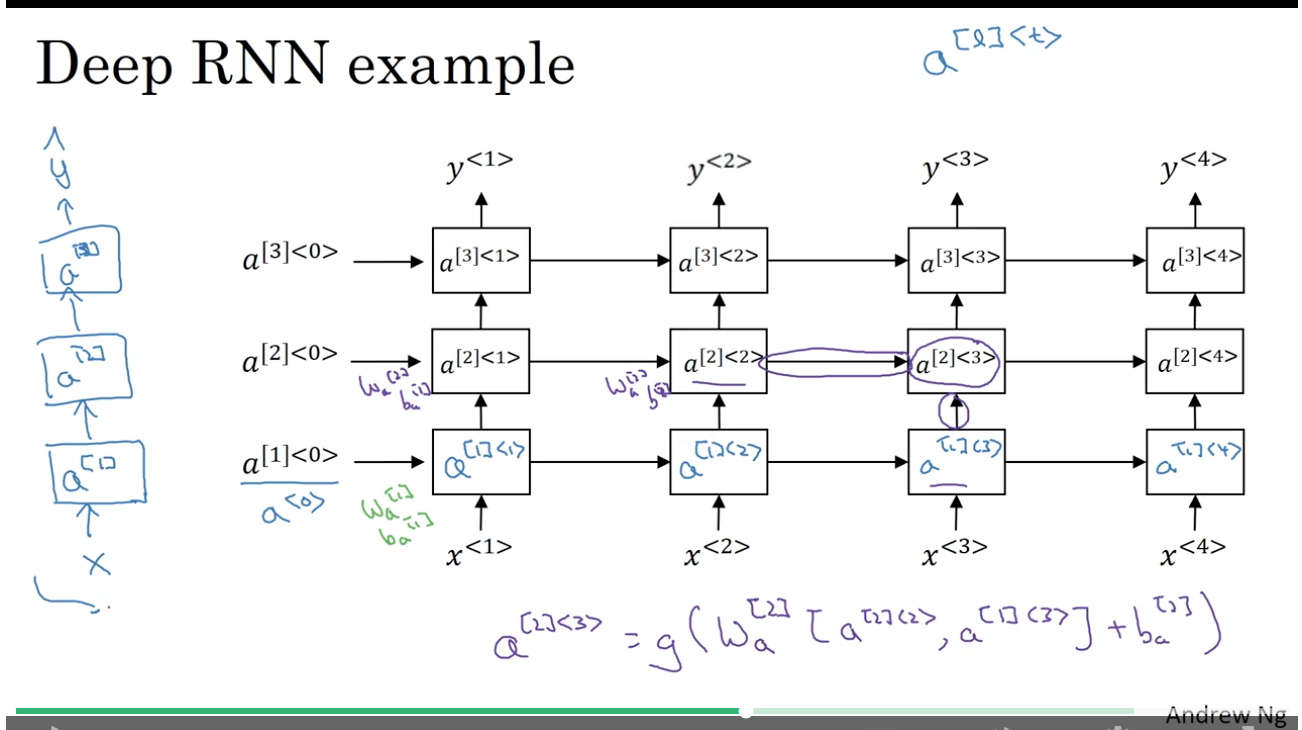 Deep RNN example
a^[l]<t>
ŷ
y^<1> y^<2> y^<3> y^<4>
a^[3]
a^[3]<0> a^[3]<1> a^[3]<2> a^[3]<3> a^[3]<4>
a^[2]
a^[2]<0> a^[2]<1> a^[2]<2> a^[2]<3> a^[2]<4>
W_a^[2] b_a^[2] W_a^[2] b^[2]
a^[1]
a^[1]<0> a^[1]<1> a^[1]<2> a^[1]<3> a^[1]<4>
a^<0>
W_a^[1]
b_a^[1]
x
x^<1> x^<2> x^<3> x^<4>
a^[2]<3> = g(W_a^[2] [a^[2]<2>, a^[1]<3>] + b_a^[2])
Andrew Ng